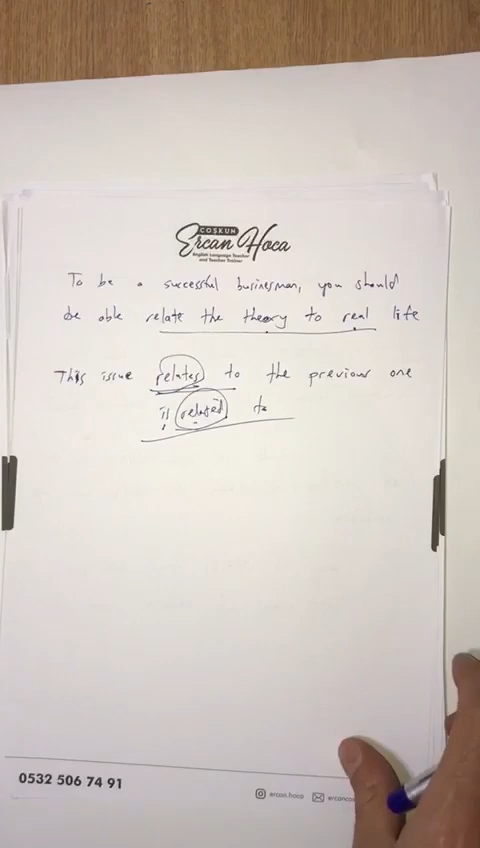 COŞKUN
Ercan Hoca
English Language Teacher
and Teacher Trainer
To be a successful businesman, you should
be able relate the theory to real life
This issue relates to the previous one
is related to
0532 506 74 91
ercan.hoca
ercancos